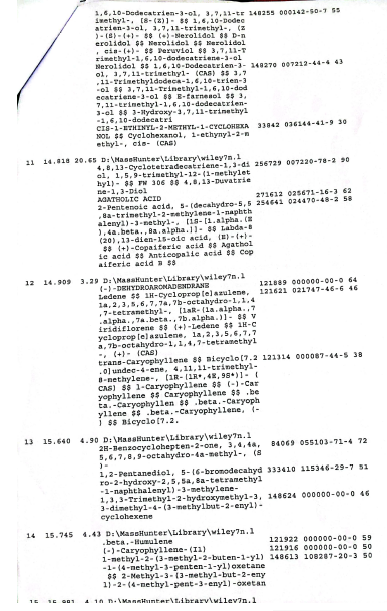 1,6,10-Dodecatrien-3-ol, 3,7,11-tr 148255 000142-50-7 55
imethyl-, [S-(Z)]- $$ 1,6,10-Dodec
atrien-3-ol, 3,7,11-trimethyl-, (Z
)-(S)-(+)- $$ (+)-Nerolidol $$ D-n
erolidol $$ Nerolidol $$ Nerolidol
, cis-(+)- $$ Peruviol $$ 3,7,11-T
rimethyl-1,6,10-dodecatriene-3-ol
Nerolidol $$ 1,6,10-Dodecatrien-3- 148270 007212-44-4 43
ol, 3,7,11-trimethyl- (CAS) $$ 3,7
,11-Trimethyldodeca-1,6,10-trien-3
-ol $$ 3,7,11-Trimethyl-1,6,10-dod
ecatriene-3-ol $$ E-farnesol $$ 3,
7,11-trimethyl-1,6,10-dodecatrien-
3-ol $$ 3-Hydroxy-3,7,11-trimethyl
-1,6,10-dodecatri
CIS-1-ETHINYL-2-METHYL-1-CYCLOHEXA 33842 036144-41-9 30
NOL $$ Cyclohexanol, 1-ethynyl-2-m
ethyl-, cis- (CAS)
11 14.818 20.65 D:\MassHunter\Library\wiley7n.l
4,8,13-Cyclotetradecatriene-1,3-di 256729 007220-78-2 90
ol, 1,5,9-trimethyl-12-(1-methylet
hyl)- $$ FW 306 $$ 4,8,13-Duvatrie
ne-1,3-Diol
AGATHOLIC ACID 271612 025671-16-3 62
2-Pentenoic acid, 5-(decahydro-5,5 254641 024470-48-2 58
,8a-trimethyl-2-methylene-1-naphth
alenyl)-3-methyl-, [1S-[1.alpha.(E
),4a.beta.,8a.alpha.]]- $$ Labda-8
(20),13-dien-15-oic acid, (E)-(+)-
$$ (+)-Copaiferic acid $$ Agathol
ic acid $$ Anticopalic acid $$ Cop
aiferic acid B $$
12 14.909 3.29 D:\MassHunter\Library\wiley7n.l
(-)-DEHYDROAROMADENDRANE 121889 000000-00-0 64
Ledene $$ 1H-Cycloprop[e]azulene, 121621 021747-46-6 46
1a,2,3,5,6,7,7a,7b-octahydro-1,1,4
,7-tetramethyl-, [1aR-(1a.alpha.,7
.alpha.,7a.beta.,7b.alpha.)]- $$ V
iridiflorene $$ (+)-Ledene $$ 1H-C
ycloprop[e]azulene, 1a,2,3,5,6,7,7
a,7b-octahydro-1,1,4,7-tetramethyl
-, (+)- (CAS)
trans-Caryophyllene $$ Bicyclo[7.2 121314 000087-44-5 38
.0]undec-4-ene, 4,11,11-trimethyl-
8-methylene-, [1R-(1R*,4E,9S*)]- (
CAS) $$ 1-Caryophyllene $$ (-)-Car
yophyllene $$ Caryophyllene $$ .be
ta.-Caryophyllen $$ .beta.-Caryoph
yllene $$ .beta.-Caryophyllene, (-
) $$ Bicyclo[7.2.
13 15.640 4.90 D:\MassHunter\Library\wiley7n.l
2H-Benzocyclohepten-2-one, 3,4,4a, 84069 055103-71-4 72
5,6,7,8,9-octahydro-4a-methyl-, (S
)-
1,2-Pentanediol, 5-(6-bromodecahyd 333410 115346-29-7 51
ro-2-hydroxy-2,5,5a,8a-tetramethyl
-1-naphthalenyl)-3-methylene-
1,3,3-Trimethyl-2-hydroxymethyl-3, 148624 000000-00-0 46
3-dimethyl-4-(3-methylbut-2-enyl)-
cyclohexene
14 15.745 4.43 D:\MassHunter\Library\wiley7n.l
.beta.-Humulene 121922 000000-00-0 59
(-)-Caryophyllene-(I1) 121916 000000-00-0 50
1-methyl-2-(3-methyl-2-buten-1-yl) 148613 108287-20-3 50
-1-(4-methyl-3-penten-1-yl)oxetane
$$ 2-Methyl-3-(3-methyl-but-2-eny
l)-2-(4-methyl-pent-3-enyl)-oxetan
15 15.981 4.10 D:\MassHunter\Library\wiley7n.l